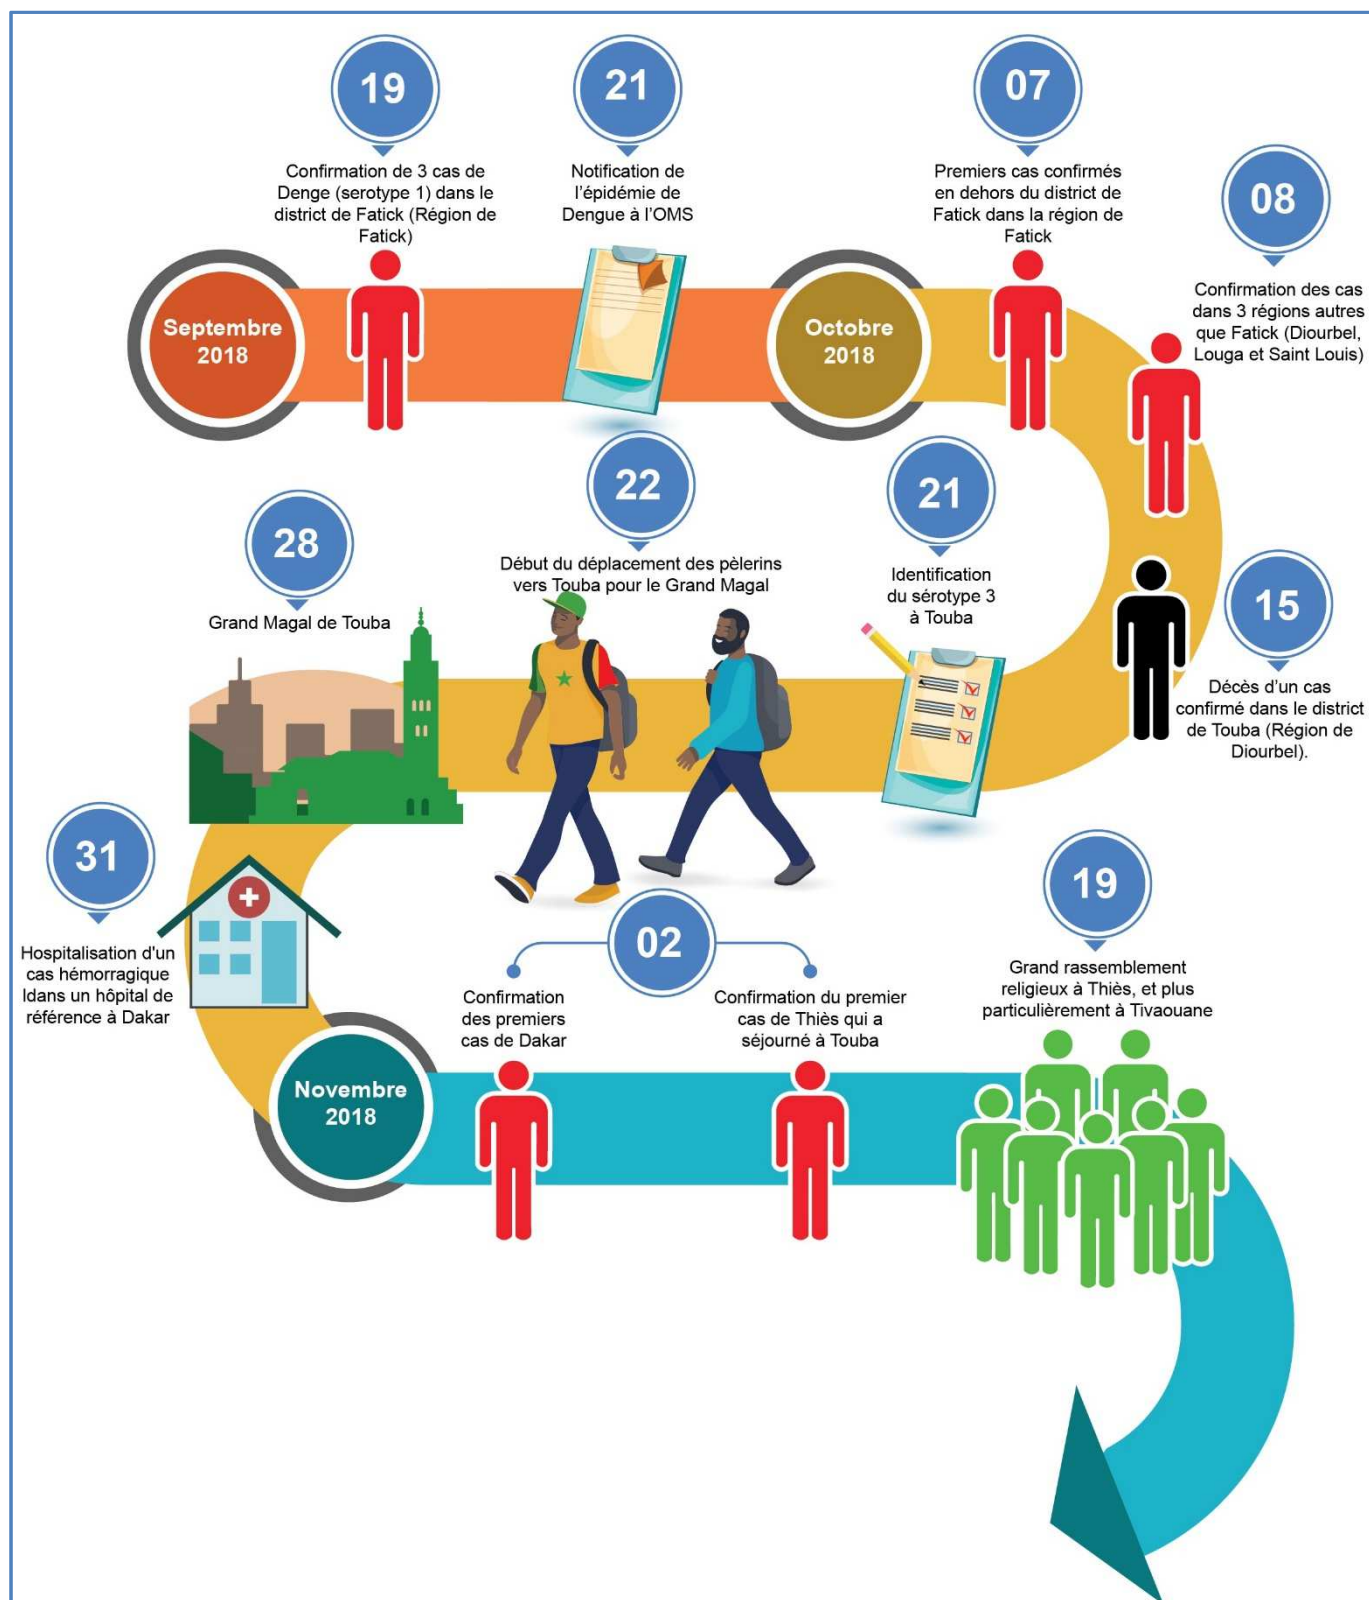 19
Confirmation de 3 cas de
Denge (serotype 1) dans le
district de Fatick (Région de
Fatick)
21
Notification de
l'épidémie de
Dengue à l'OMS
07
Premiers cas confirmés
en dehors du district de
Fatick dans la région de
Fatick
08
Confirmation des cas
dans 3 régions autres
que Fatick (Diourbel,
Louga et Saint Louis)
Septembre
2018
Octobre
2018
15
Décès d'un cas
confirmé dans le district
de Touba (Région de
Diourbel).
21
Identification
du sérotype 3
à Touba
22
Début du déplacement des pèlerins
vers Touba pour le Grand Magal
28
Grand Magal de Touba
31
Hospitalisation d'un
cas hémorragique
ldans un hôpital de
référence à Dakar
Novembre
2018
02
Confirmation
des premiers
cas de Dakar
Confirmation du premier
cas de Thiès qui a
séjourné à Touba
19
Grand rassemblement
religieux à Thiès, et plus
particulièrement à Tivaouane